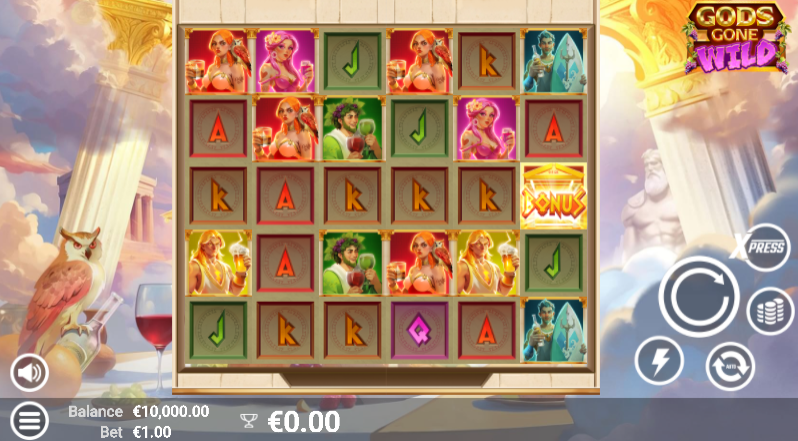 GODS
GONE
WILD
J
K
A
J
A
K
A
K
K
K
BONUS
A
J
J
K
K
Q
A
XPRESS
AUTO
Balance €10,000.00
Bet €1.00
€0.00